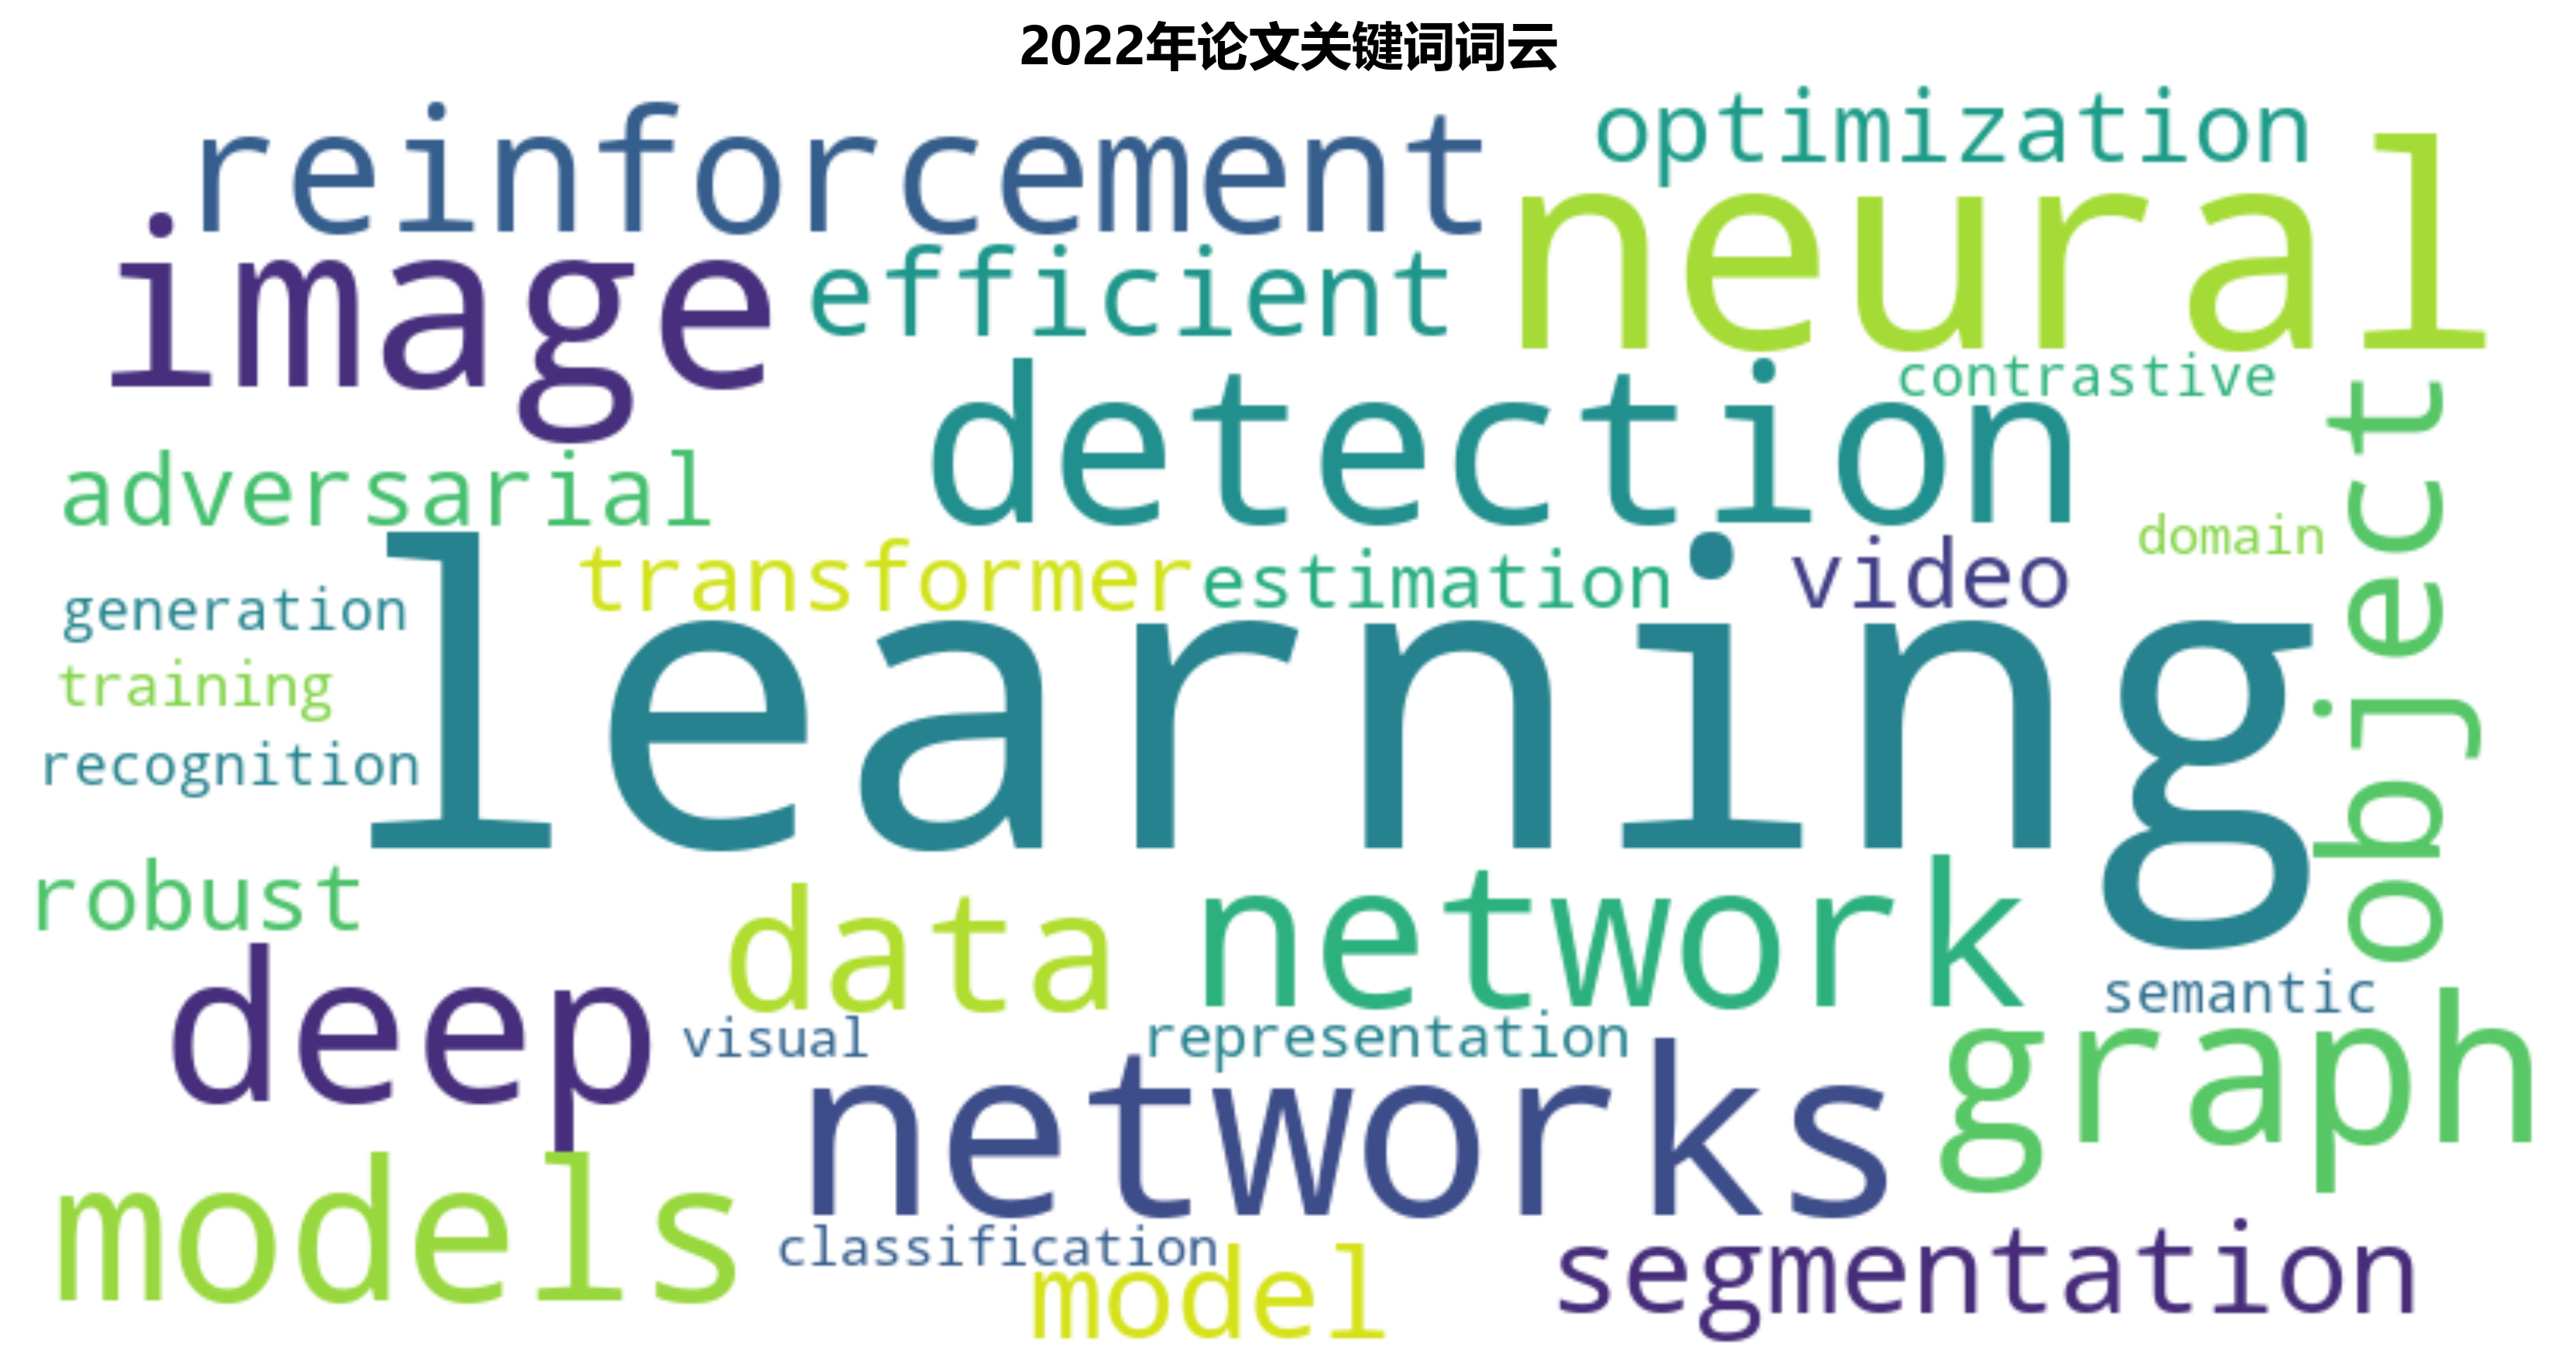 2022年论文关键词词云
reinforcement
optimization
neural
image
efficient
contrastive
detection
object
adversarial
domain
transformer
estimation
video
generation
learning
training
recognition
robust
data
network
semantic
deep
visual
representation
graph
networks
models
classification
model
segmentation